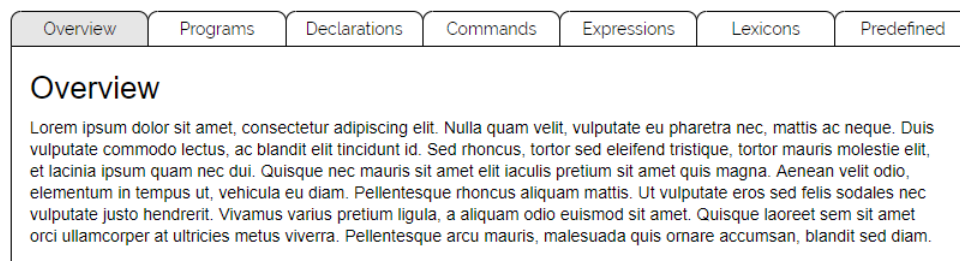 Overview Programs Declarations Commands Expressions Lexicons Predefined
Overview
Lorem ipsum dolor sit amet, consectetur adipiscing elit. Nulla quam velit, vulputate eu pharetra nec, mattis ac neque. Duis
vulputate commodo lectus, ac blandit elit tincidunt id. Sed rhoncus, tortor sed eleifend tristique, tortor mauris molestie elit,
et lacinia ipsum quam nec dui. Quisque nec mauris sit amet elit iaculis pretium sit amet quis magna. Aenean velit odio,
elementum in tempus ut, vehicula eu diam. Pellentesque rhoncus aliquam mattis. Ut vulputate eros sed felis sodales nec
vulputate justo hendrerit. Vivamus varius pretium ligula, a aliquam odio euismod sit amet. Quisque laoreet sem sit amet
orci ullamcorper at ultricies metus viverra. Pellentesque arcu mauris, malesuada quis ornare accumsan, blandit sed diam.